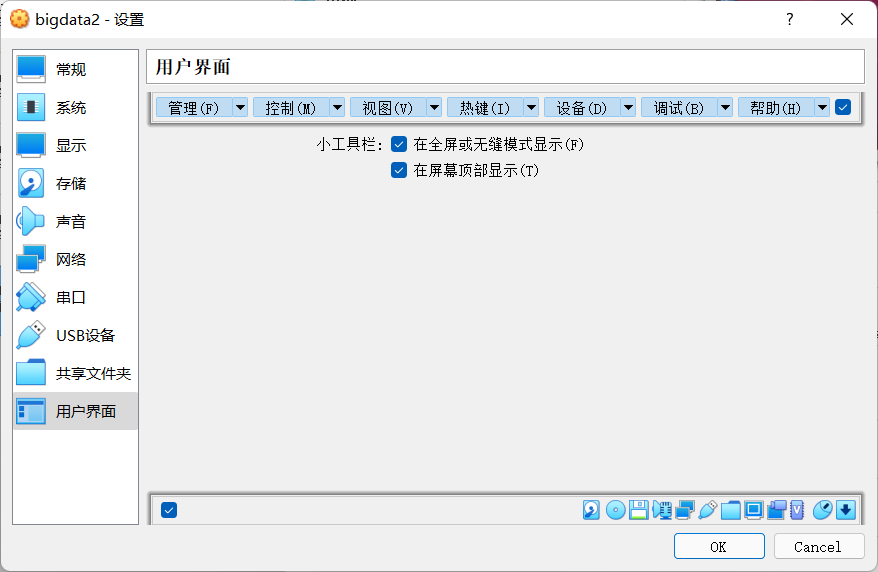 bigdata2 - 设置
?
常规
系统
显示
存储
声音
网络
串口
USB设备
共享文件夹
用户界面
用户界面
管理(F) 控制(M) 视图(V) 热键(I) 设备(D) 调试(B) 帮助(H)
小工具栏: 在全屏或无缝模式显示(F)
在屏幕顶部显示(T)
OK Cancel